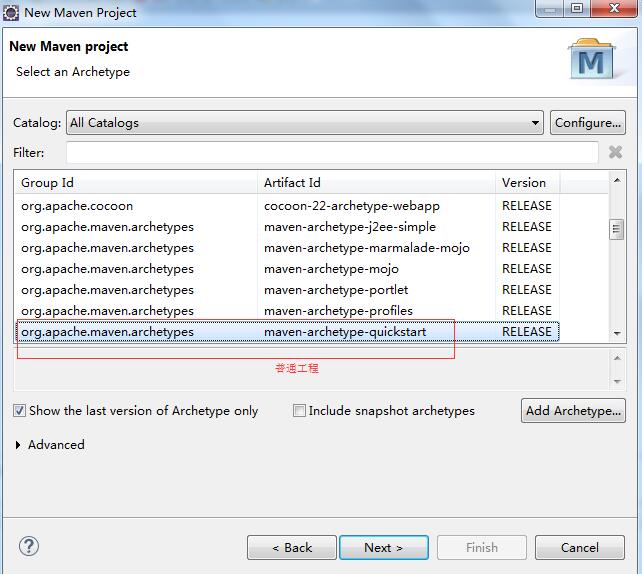 New Maven Project
New Maven project
Select an Archetype
M
Catalog: All Catalogs Configure...
Filter:
Group Id Artifact Id Version
org.apache.cocoon cocoon-22-archetype-webapp RELEASE
org.apache.maven.archetypes maven-archetype-j2ee-simple RELEASE
org.apache.maven.archetypes maven-archetype-marmalade-mojo RELEASE
org.apache.maven.archetypes maven-archetype-mojo RELEASE
org.apache.maven.archetypes maven-archetype-portlet RELEASE
org.apache.maven.archetypes maven-archetype-profiles RELEASE
org.apache.maven.archetypes maven-archetype-quickstart RELEASE
普通工程
Show the last version of Archetype only Include snapshot archetypes Add Archetype...
Advanced
? < Back Next > Finish Cancel